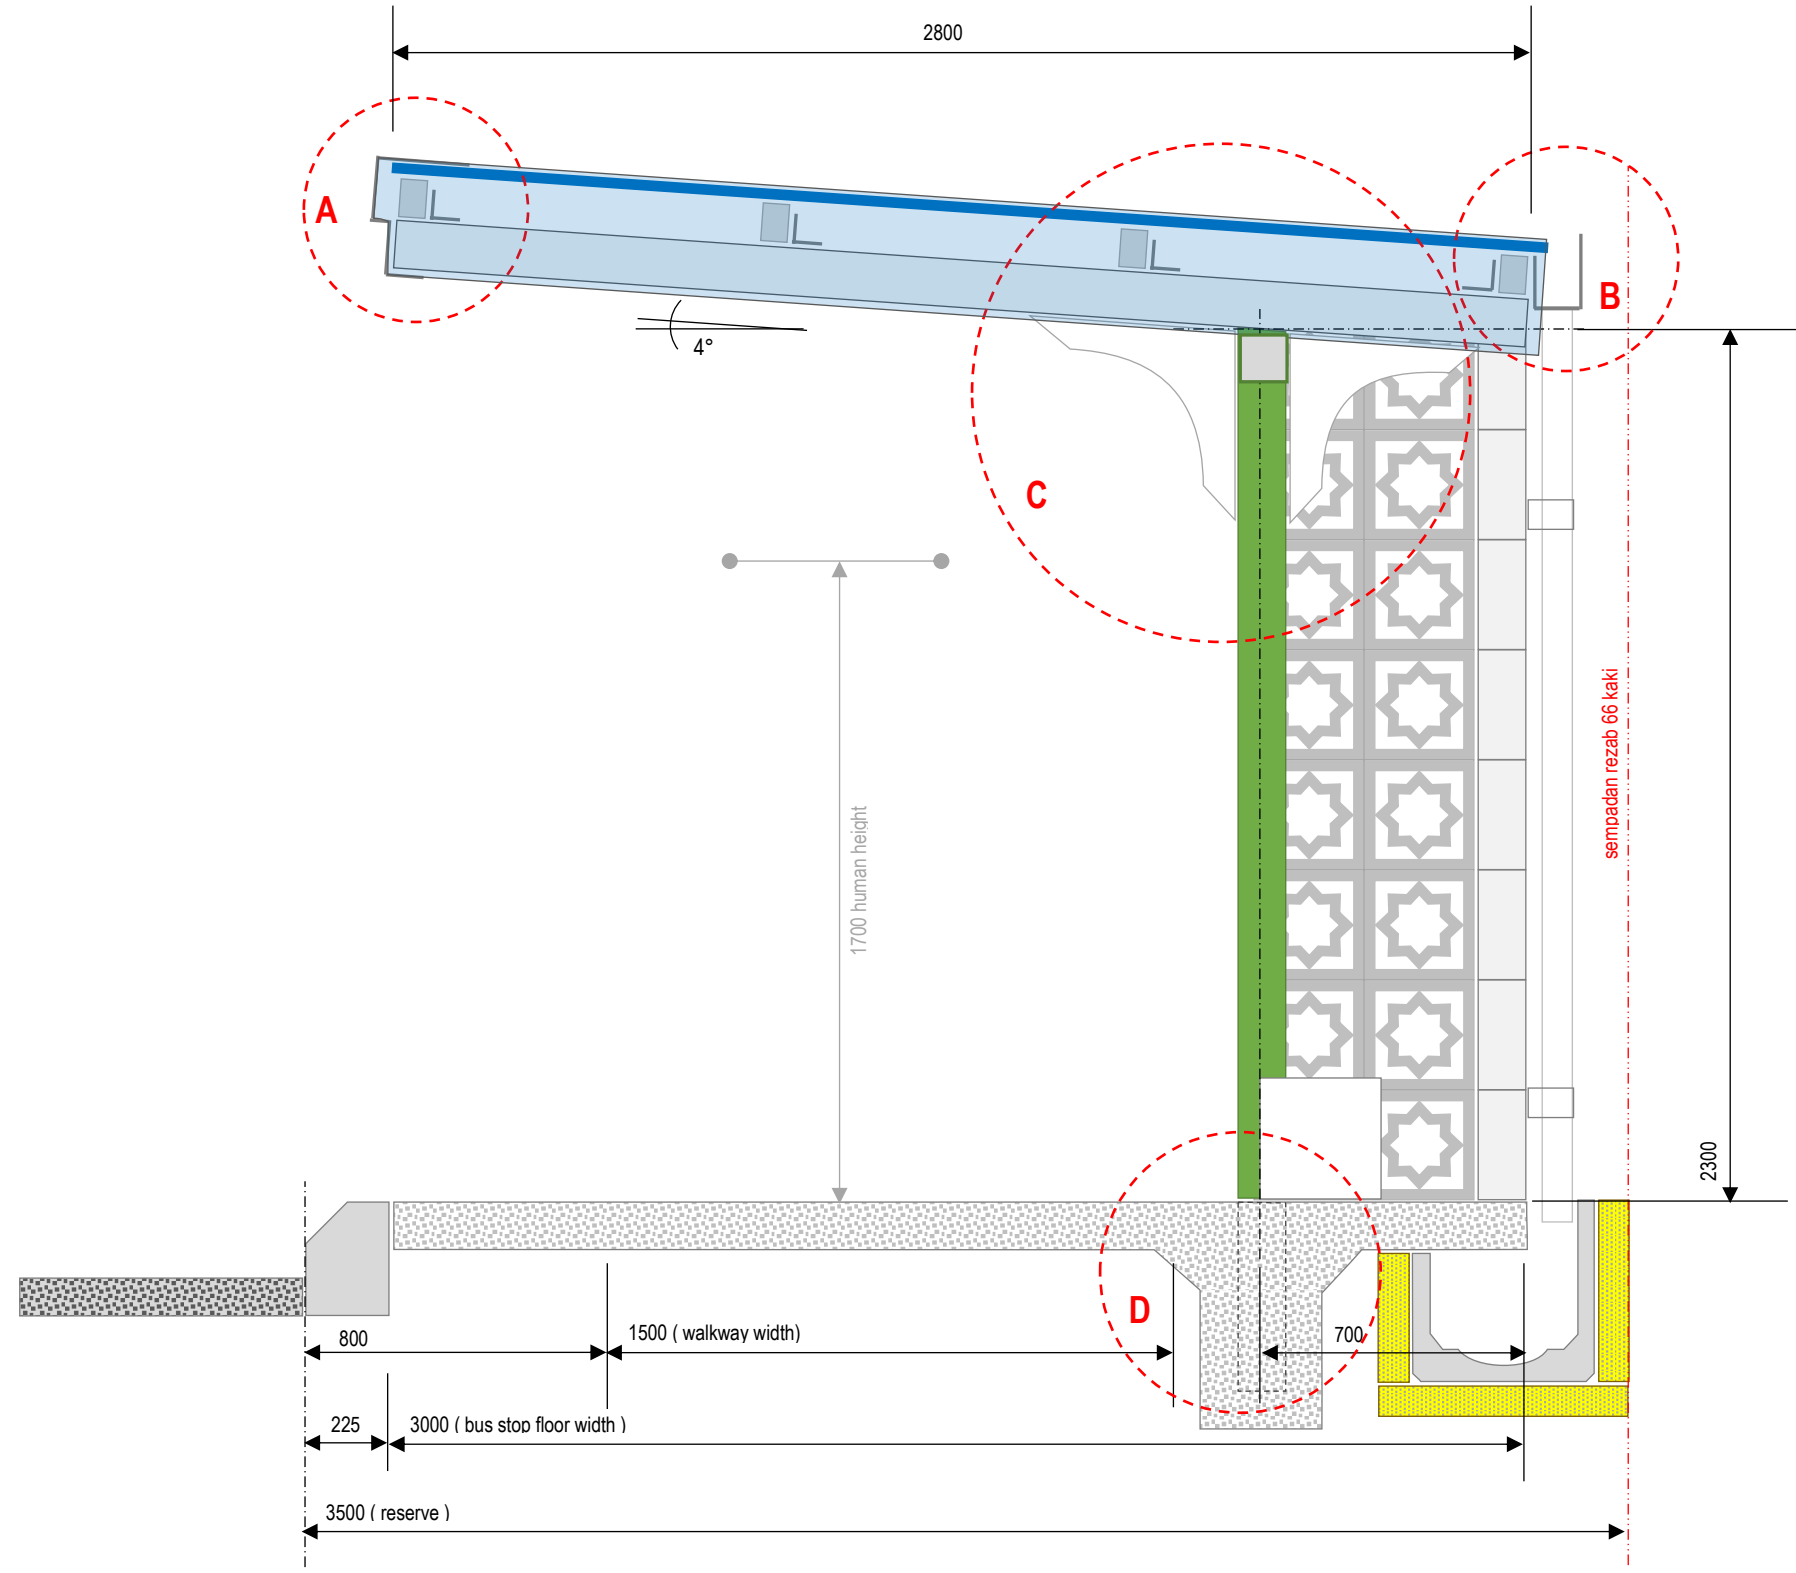 2800
A
B
4°
C
sempadan rezab 66 kaki
1700 human height
2300
D
800
1500 ( walkway width)
700
225
3000 ( bus stop floor width )
3500 ( reserve )